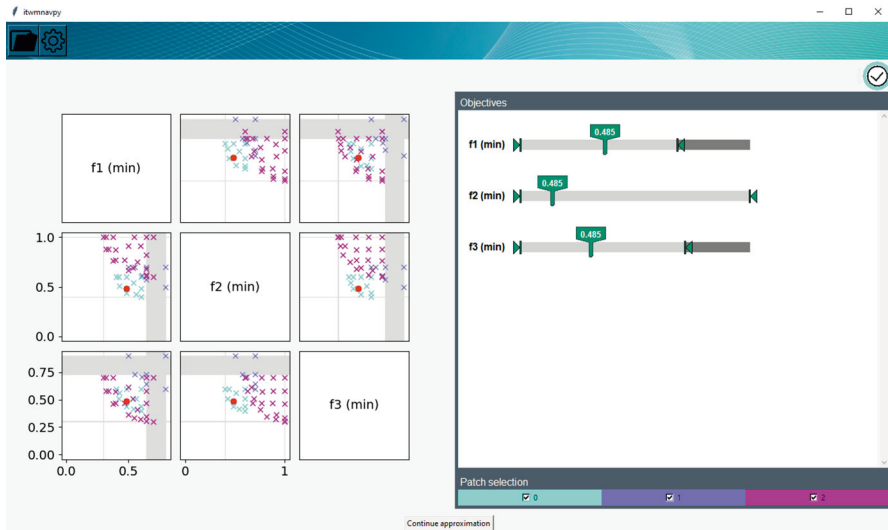 itwmnavpy
Objectives
f1 (min)
0.485
f2 (min)
0.485
f3 (min)
0.485
f1 (min)
1.0
0.5
0.0
f2 (min)
0.75
0.50
0.25
0.00
f3 (min)
0.0
0.5
0
1
Patch selection
0
1
2
Continue approximation